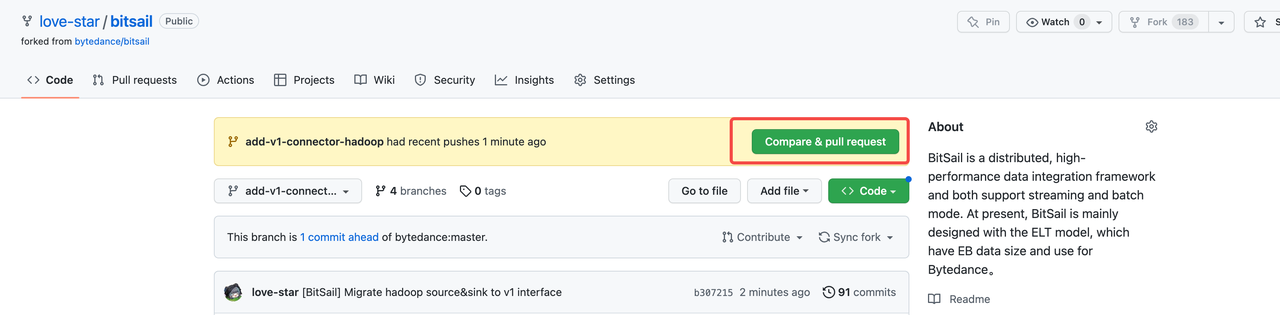 love-star / bitsail Public
Pin
Watch 0
Fork 183
forked from bytedance/bitsail
Code
Pull requests
Actions
Projects
Wiki
Security
Insights
Settings
add-v1-connector-hadoop had recent pushes 1 minute ago
Compare & pull request
add-v1-connect...
4 branches
0 tags
Go to file
Add file
Code
This branch is 1 commit ahead of bytedance:master.
Contribute
Sync fork
love-star [BitSail] Migrate hadoop source&sink to v1 interface
b307215 2 minutes ago
91 commits
About
BitSail is a distributed, high-
performance data integration framework
and both support streaming and batch
mode. At present, BitSail is mainly
designed with the ELT model, which
have EB data size and use for
Bytedance。
Readme